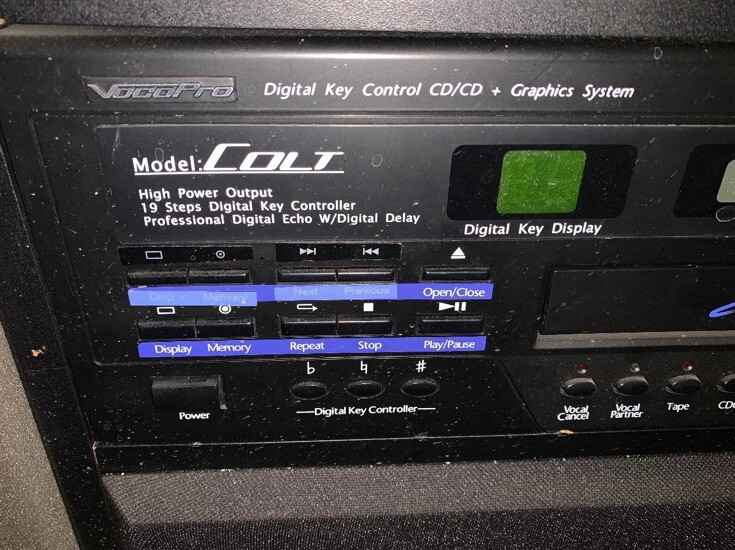 VocoPro
Digital Key Control CD/CD + Graphics System
Model: COLT
High Power Output
19 Steps Digital Key Controller
Professional Digital Echo W/Digital Delay
Digital Key Display
Disp Memory Next Previous Open/Close
Display Memory Repeat Stop Play/Pause
♭ ♮ #
Power
Digital Key Controller
Vocal Cancel
Vocal Partner
Tape